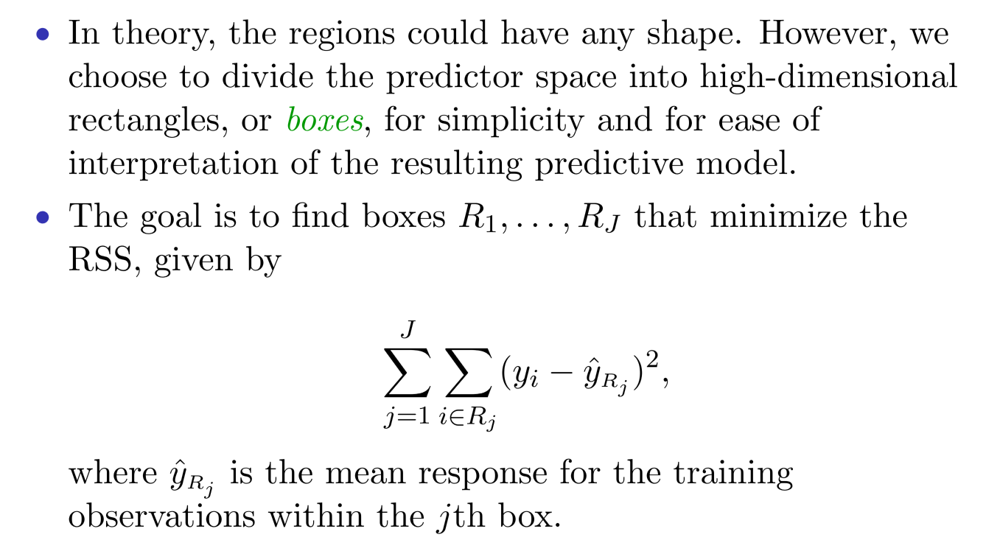 • In theory, the regions could have any shape. However, we
choose to divide the predictor space into high-dimensional
rectangles, or boxes, for simplicity and for ease of
interpretation of the resulting predictive model.
• The goal is to find boxes $R_1, \ldots, R_J$ that minimize the
RSS, given by
$\sum_{j=1}^{J} \sum_{i \in R_j} (y_i - \hat{y}_{R_j})^2,$
where $\hat{y}_{R_j}$ is the mean response for the training
observations within the $j$th box.